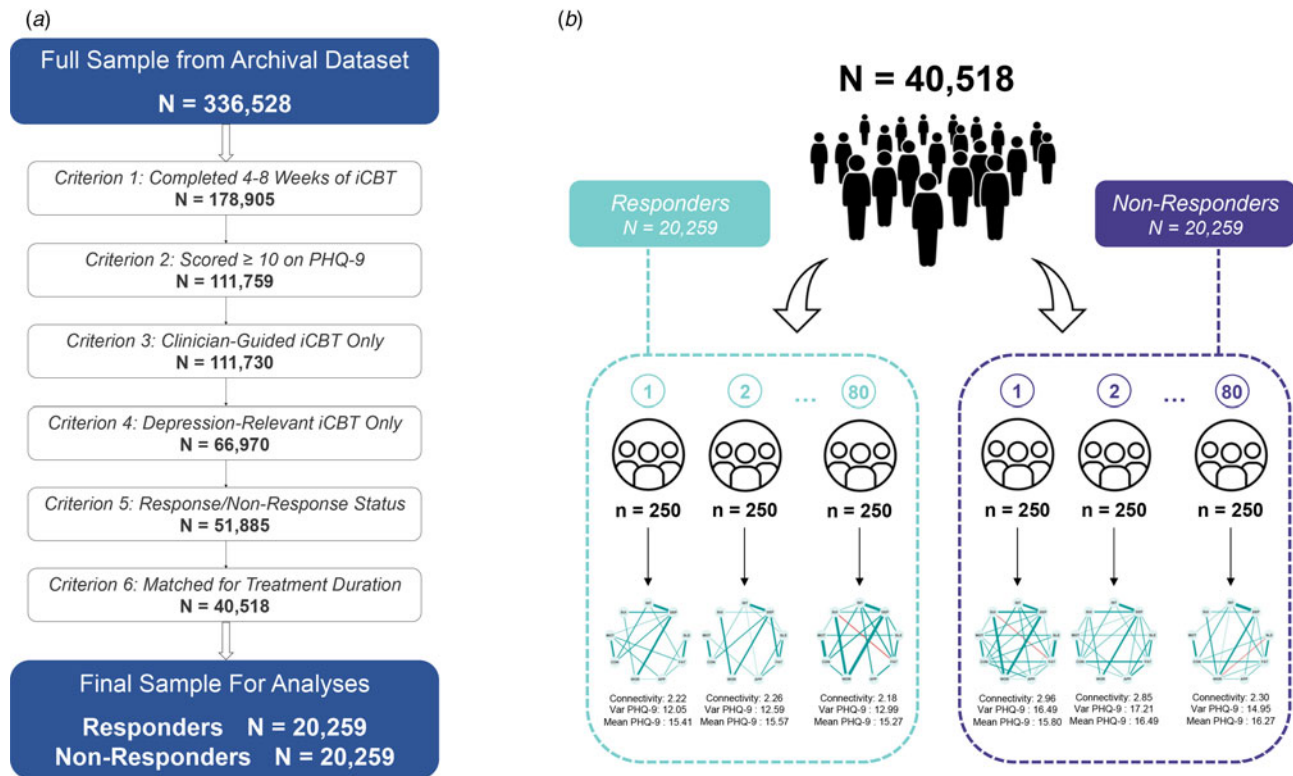 (a)
Full Sample from Archival Dataset
N = 336,528
Criterion 1: Completed 4-8 Weeks of iCBT
N = 178,905
Criterion 2: Scored ≥ 10 on PHQ-9
N = 111,759
Criterion 3: Clinician-Guided iCBT Only
N = 111,730
Criterion 4: Depression-Relevant iCBT Only
N = 66,970
Criterion 5: Response/Non-Response Status
N = 51,885
Criterion 6: Matched for Treatment Duration
N = 40,518
Final Sample For Analyses
Responders N = 20,259
Non-Responders N = 20,259
(b)
N = 40,518
Responders
N = 20,259
1 2 ... 80
n = 250 n = 250 n = 250
Connectivity: 2.22
Var PHQ-9 : 12.05
Mean PHQ-9 : 15.41
Connectivity: 2.26
Var PHQ-9 : 12.59
Mean PHQ-9 : 15.57
Connectivity: 2.18
Var PHQ-9 : 12.99
Mean PHQ-9 : 15.27
Non-Responders
N = 20,259
1 2 ... 80
n = 250 n = 250 n = 250
Connectivity: 2.96
Var PHQ-9 : 16.49
Mean PHQ-9 : 15.80
Connectivity: 2.85
Var PHQ-9 : 17.21
Mean PHQ-9 : 16.49
Connectivity: 2.30
Var PHQ-9 : 14.95
Mean PHQ-9 : 16.27